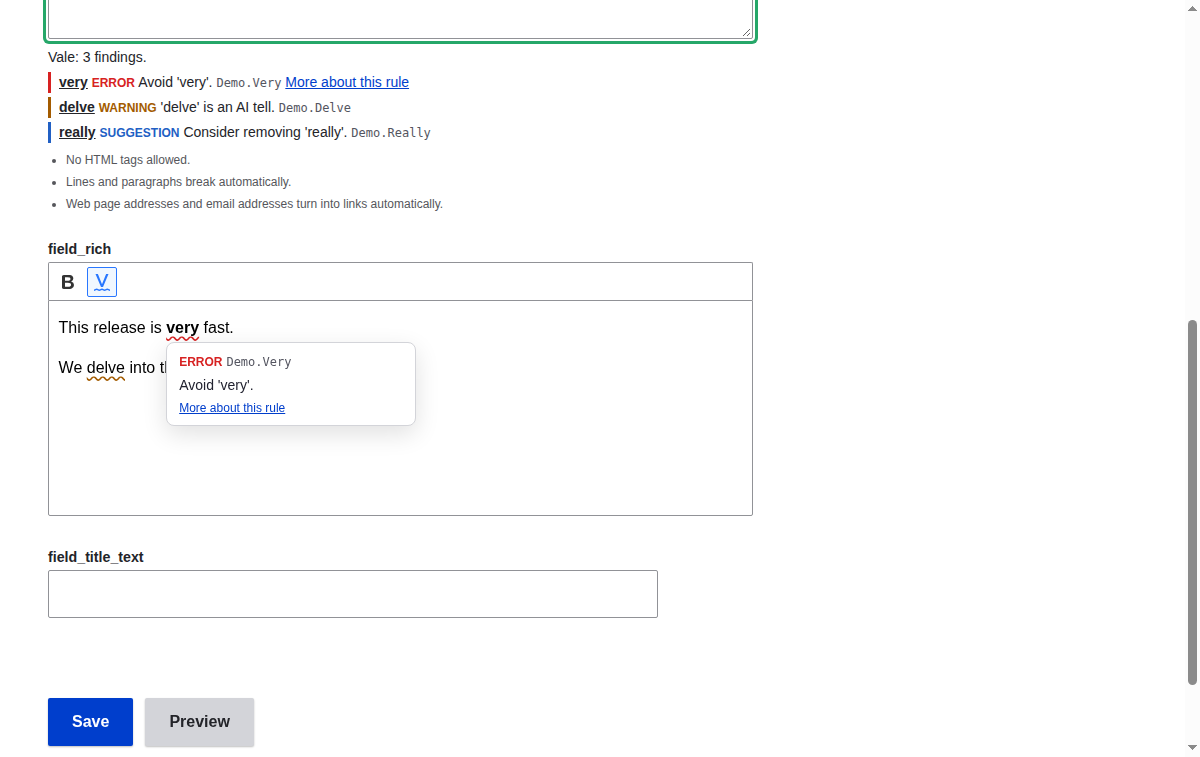 Vale: 3 findings.
very ERROR Avoid 'very'. Demo.Very More about this rule
delve WARNING 'delve' is an AI tell. Demo.Delve
really SUGGESTION Consider removing 'really'. Demo.Really
No HTML tags allowed.
Lines and paragraphs break automatically.
Web page addresses and email addresses turn into links automatically.
field_rich
B V
This release is very fast.
We delve into
ERROR Demo.Very
Avoid 'very'.
More about this rule
field_title_text
Save Preview